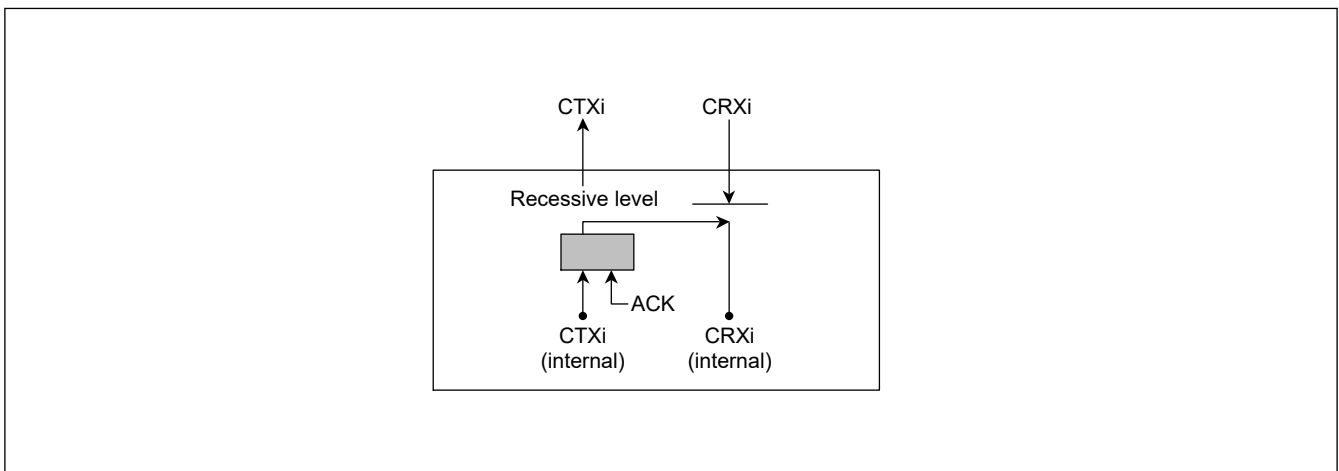 CTXi
CRXi
Recessive level
ACK
CTXi
(internal)
CRXi
(internal)